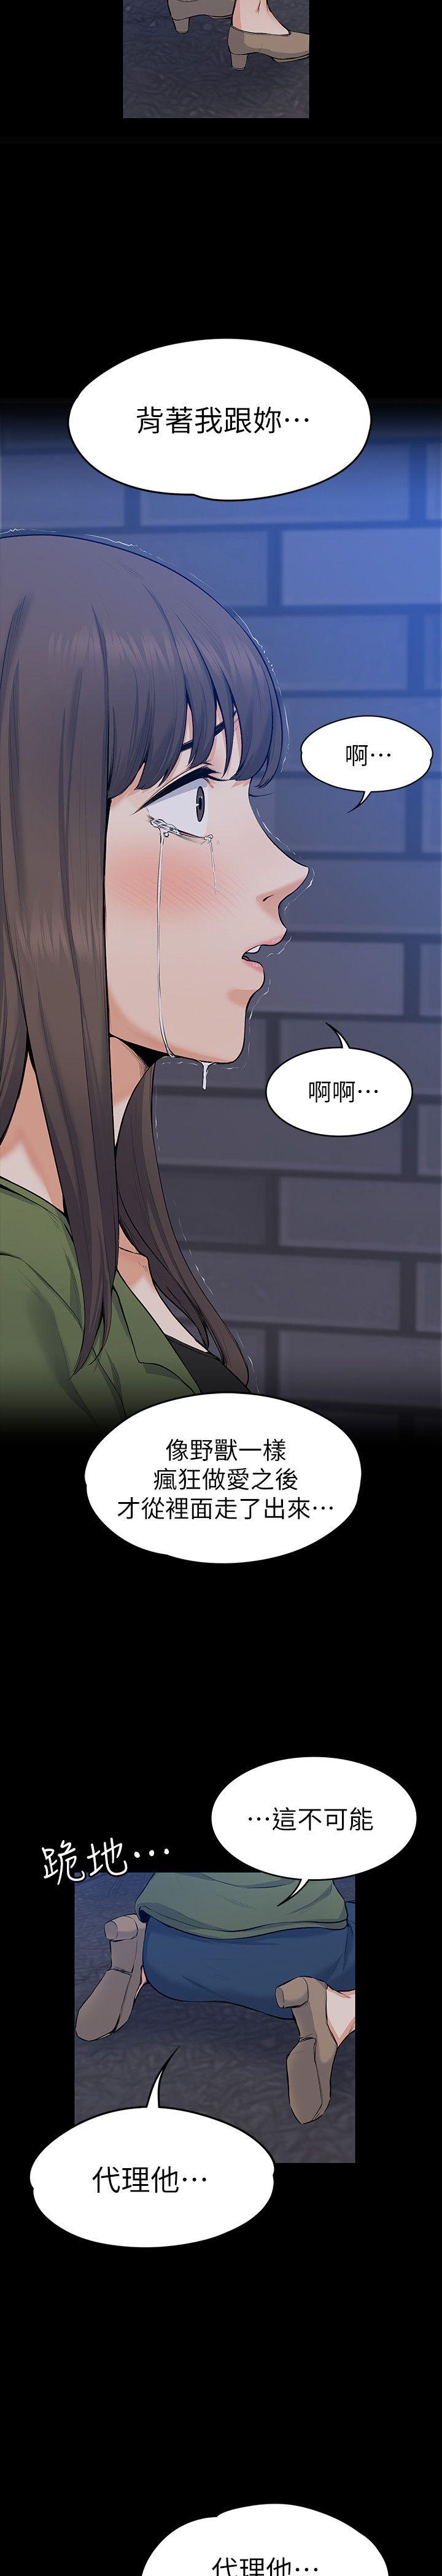 背著我跟妳…
啊…
啊啊…
像野獸一樣
瘋狂做愛之後
才從裡面走了出來…
…這不可能
跪地…
代理他…
代理他…